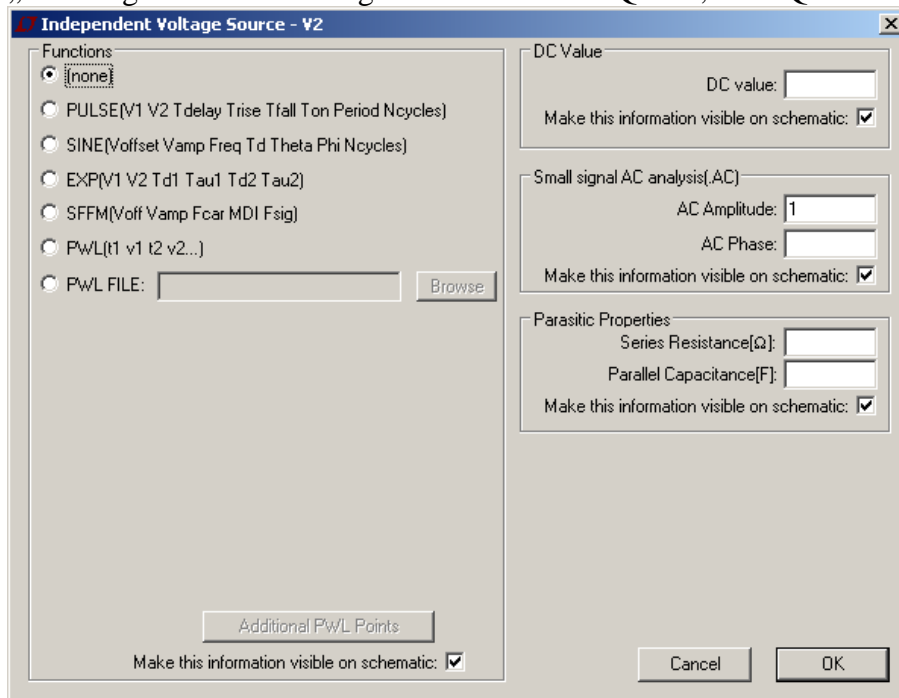 Independent Voltage Source - V2
Functions
(none)
PULSE(V1 V2 Tdelay Trise Tfall Ton Period Ncycles)
SINE(Voffset Vamp Freq Td Theta Phi Ncycles)
EXP(V1 V2 Td1 Tau1 Td2 Tau2)
SFFM(Voff Vamp Fcar MDI Fsig)
PWL(t1 v1 t2 v2...)
PWL FILE:
Browse
Additional PWL Points
Make this information visible on schematic:
DC Value
DC value:
Make this information visible on schematic:
Small signal AC analysis(.AC)
AC Amplitude: 1
AC Phase:
Make this information visible on schematic:
Parasitic Properties
Series Resistance[Ω]:
Parallel Capacitance[F]:
Make this information visible on schematic:
Cancel
OK